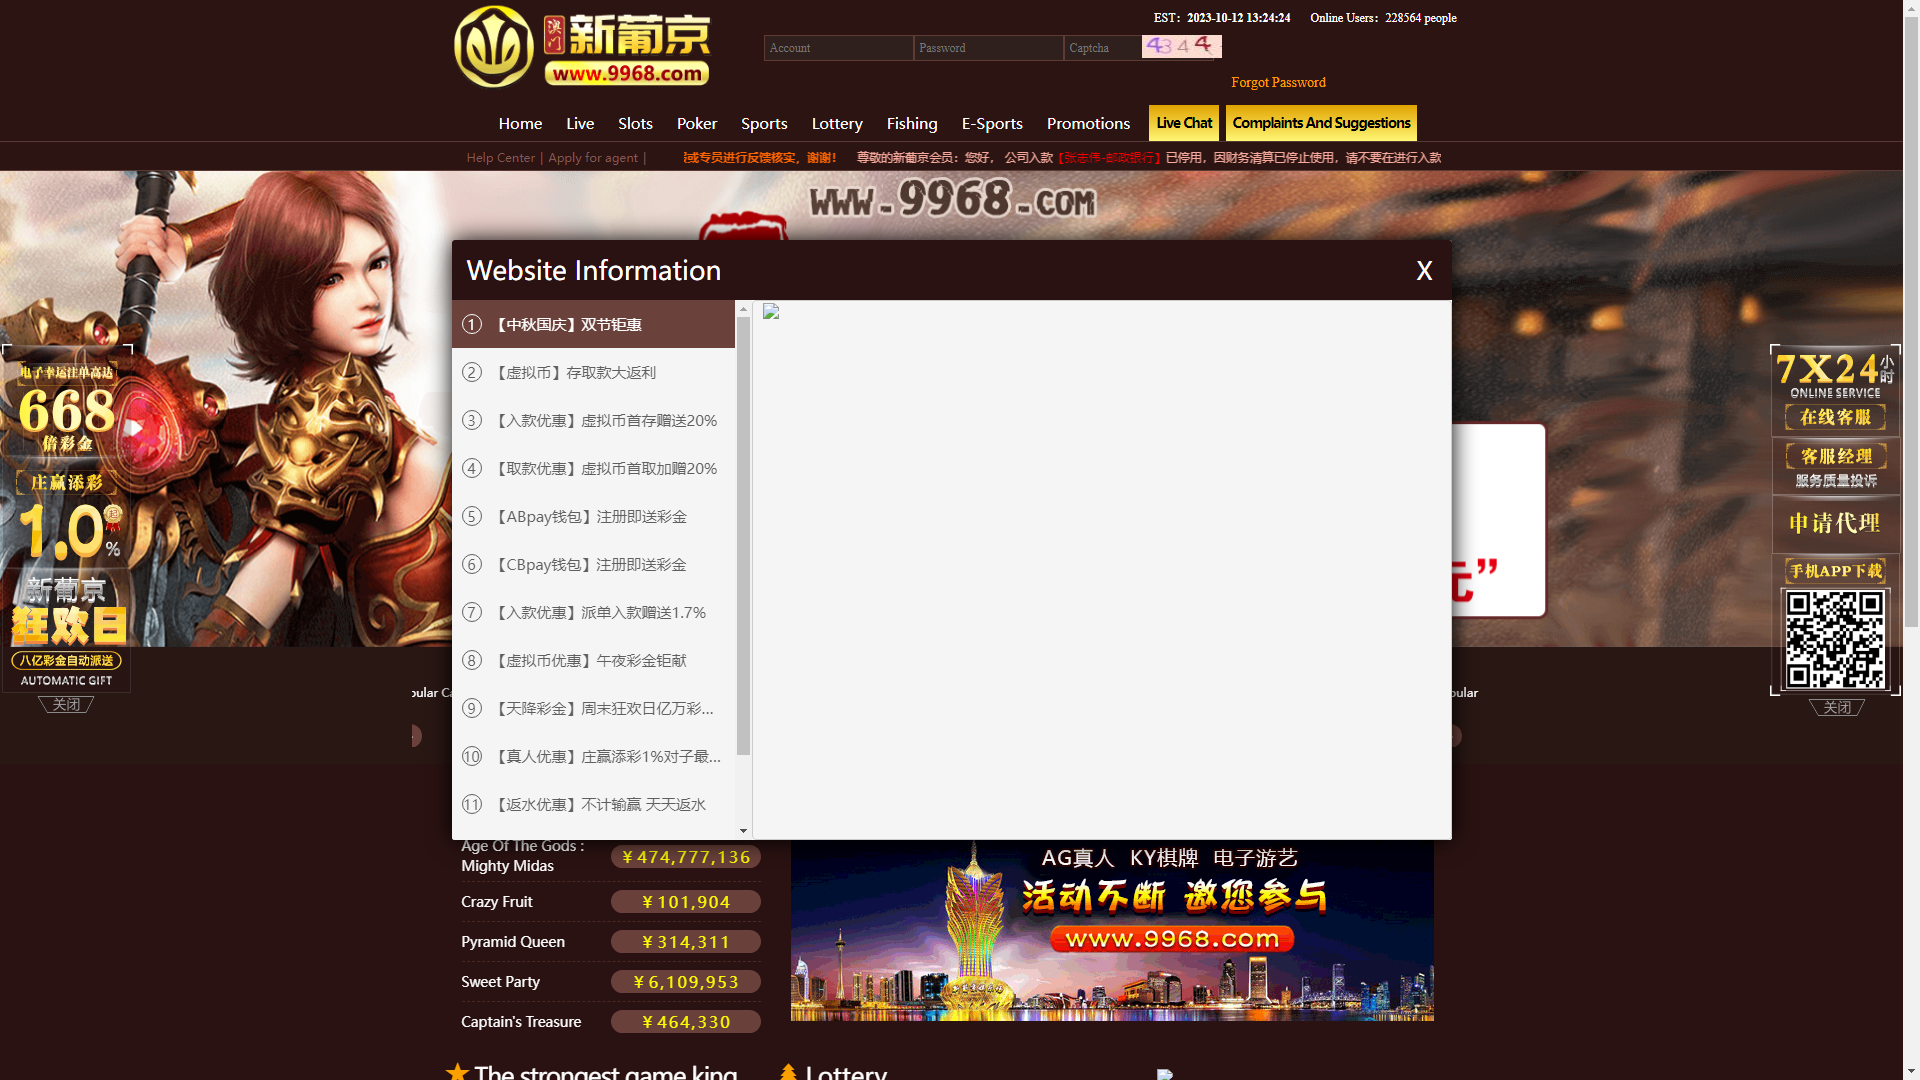 澳门 新葡京
www.9968.com
EST：2023-10-12 13:24:24 Online Users：228564 people
Account Password Captcha 4344
Forgot Password
Home Live Slots Poker Sports Lottery Fishing E-Sports Promotions Live Chat Complaints And Suggestions
Help Center | Apply for agent |
或专员进行反馈核实，谢谢！ 尊敬的新葡京会员：您好， 公司入款【张志伟-邮政银行】已停用，因财务清算已停止使用，请不要在进行入款
WWW.9968.COM
Website Information X
1 【中秋国庆】双节钜惠
2 【虚拟币】存取款大返利
3 【入款优惠】虚拟币首存赠送20%
4 【取款优惠】虚拟币首取加赠20%
5 【ABpay钱包】注册即送彩金
6 【CBpay钱包】注册即送彩金
7 【入款优惠】派单入款赠送1.7%
8 【虚拟币优惠】午夜彩金钜献
9 【天降彩金】周末狂欢日亿万彩...
10 【真人优惠】庄赢添彩1%对子最...
11 【返水优惠】不计输赢 天天返水
电子幸运注单高达
668
倍彩金
庄赢添彩
1.0%
起
新葡京
狂欢日
八亿彩金自动派送
AUTOMATIC GIFT
关闭
7X24小时
ONLINE SERVICE
在线客服
客服经理
服务质量投诉
申请代理
手机APP下载
关闭
元”
pular Ca
pular
Age Of The Gods :
Mighty Midas ￥474,777,136
Crazy Fruit ￥101,904
Pyramid Queen ￥314,311
Sweet Party ￥6,109,953
Captain's Treasure ￥464,330
AG真人 KY棋牌 电子游艺
活动不断 邀您参与
www.9968.com
The strongest game king
Lottery